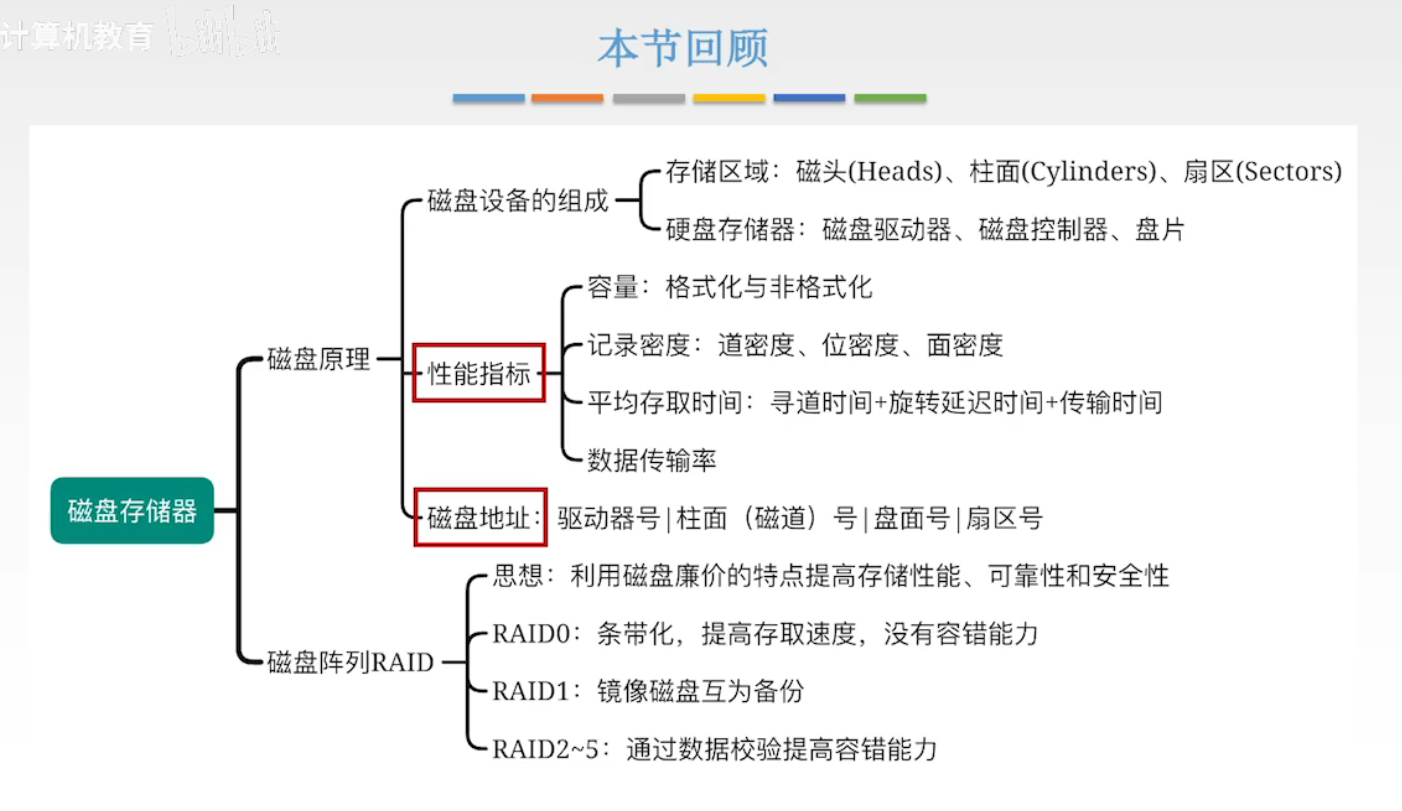 计算机教育 bilibili
本节回顾
磁盘存储器
磁盘原理
磁盘设备的组成
存储区域：磁头(Heads)、柱面(Cylinders)、扇区(Sectors)
硬盘存储器：磁盘驱动器、磁盘控制器、盘片
性能指标
容量：格式化与非格式化
记录密度：道密度、位密度、面密度
平均存取时间：寻道时间+旋转延迟时间+传输时间
数据传输率
磁盘地址：驱动器号|柱面（磁道）号|盘面号|扇区号
磁盘阵列RAID
思想：利用磁盘廉价的特点提高存储性能、可靠性和安全性
RAID0：条带化，提高存取速度，没有容错能力
RAID1：镜像磁盘互为备份
RAID2~5：通过数据校验提高容错能力